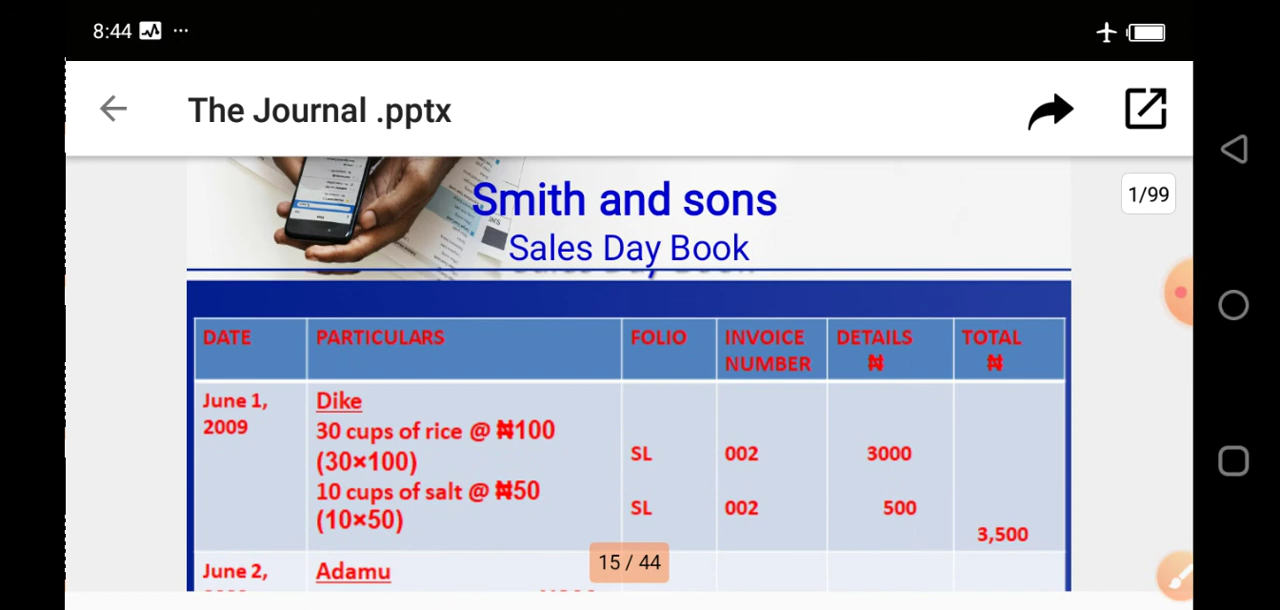 8:44 ...
The Journal .pptx
1/99
Smith and sons
Sales Day Book
DATE PARTICULARS FOLIO INVOICE NUMBER DETAILS ₦ TOTAL ₦
June 1, 2009
Dike
30 cups of rice @ ₦100
(30×100) SL 002 3000
10 cups of salt @ ₦50
(10×50) SL 002 500
3,500
15 / 44
June 2,
Adamu